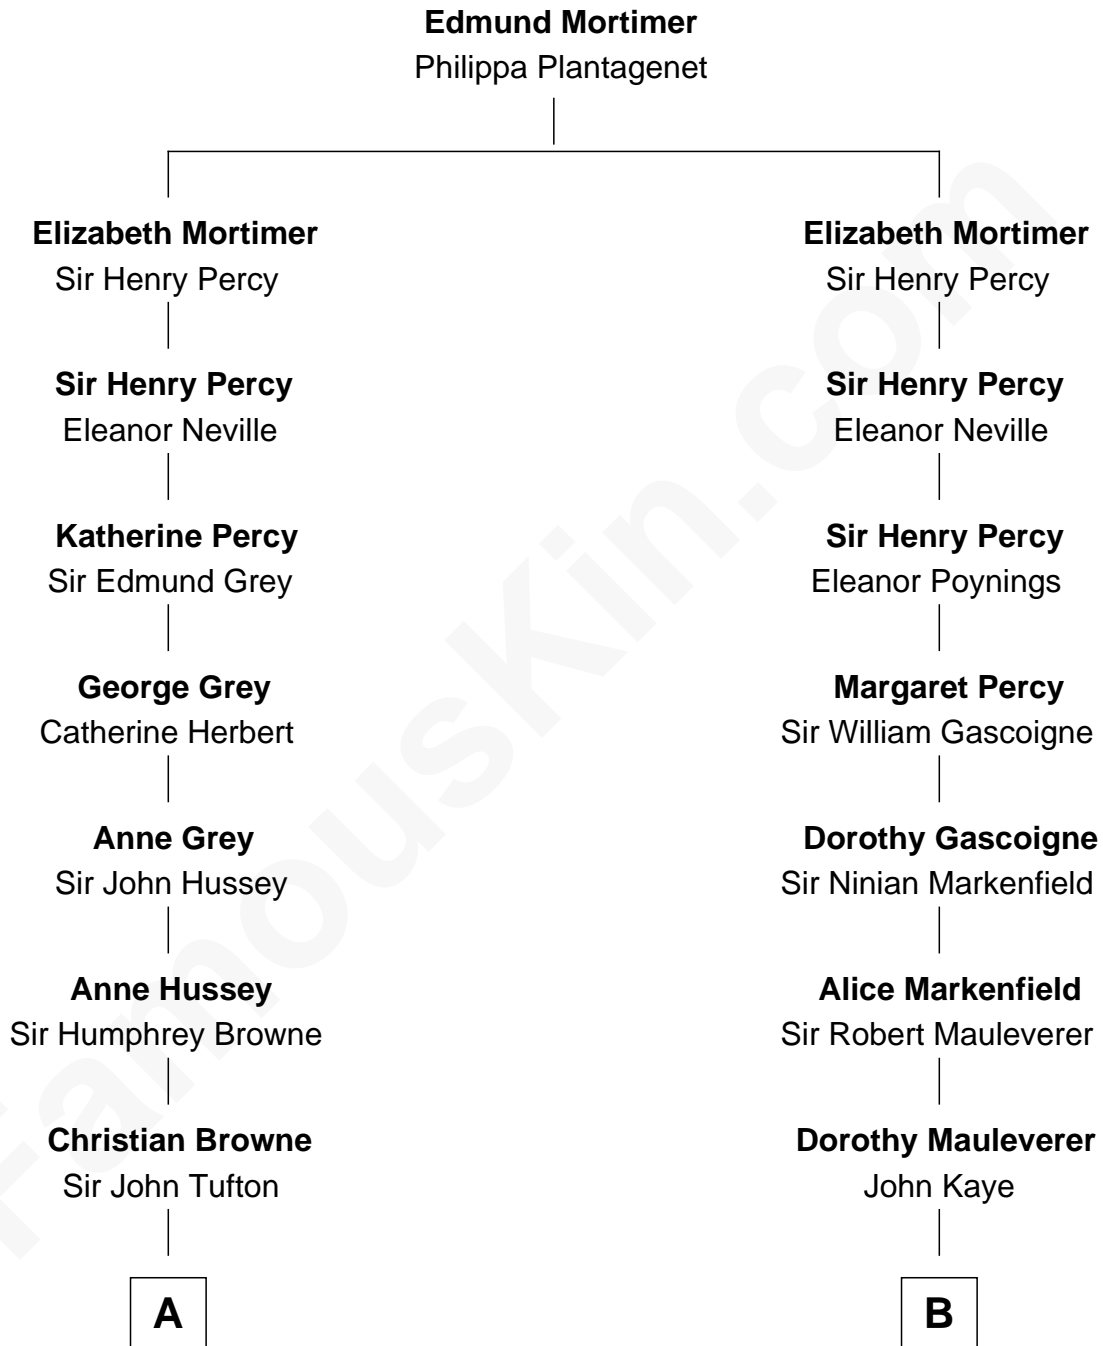 Edmund Mortimer
Philippa Plantagenet
Elizabeth Mortimer
Sir Henry Percy
Sir Henry Percy
Eleanor Neville
Katherine Percy
Sir Edmund Grey
George Grey
Catherine Herbert
Anne Grey
Sir John Hussey
Anne Hussey
Sir Humphrey Browne
Christian Browne
Sir John Tufton
A
Elizabeth Mortimer
Sir Henry Percy
Sir Henry Percy
Eleanor Neville
Sir Henry Percy
Eleanor Poynings
Margaret Percy
Sir William Gascoigne
Dorothy Gascoigne
Sir Ninian Markenfield
Alice Markenfield
Sir Robert Mauleverer
Dorothy Mauleverer
John Kaye
B
FamousKin.com